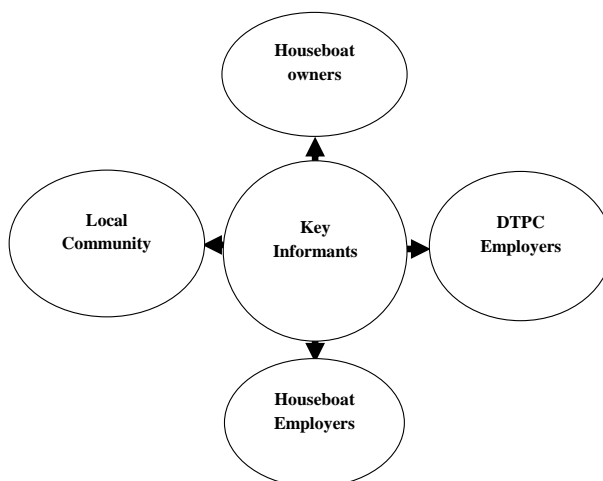 Houseboat
owners
Local
Community
Key
Informants
DTPC
Employers
Houseboat
Employers